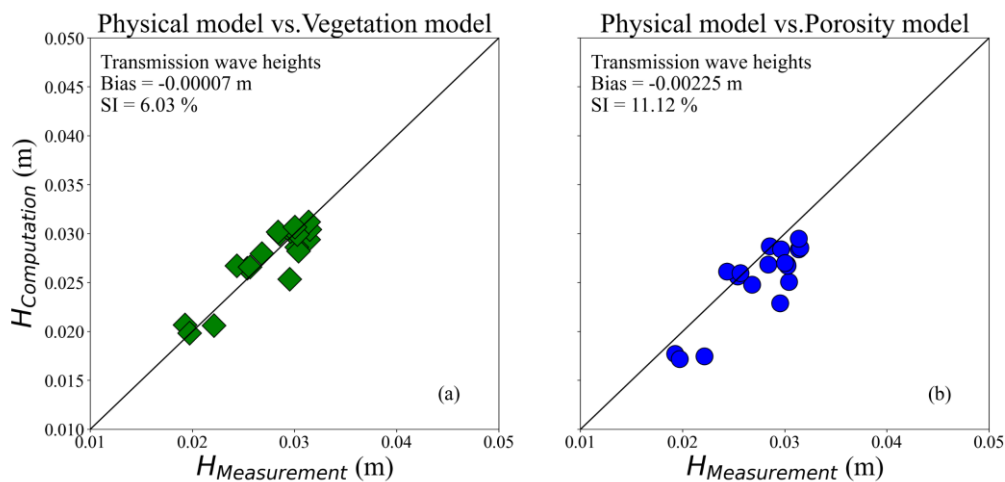 Physical model vs.Vegetation model
0.050
0.045
0.040
0.035
0.030
0.025
0.020
0.015
0.010
H_Computation (m)
Transmission wave heights
Bias = -0.00007 m
SI = 6.03 %
(a)
0.01 0.02 0.03 0.04 0.05
H_Measurement (m)
Physical model vs.Porosity model
Transmission wave heights
Bias = -0.00225 m
SI = 11.12 %
(b)
0.01 0.02 0.03 0.04 0.05
H_Measurement (m)